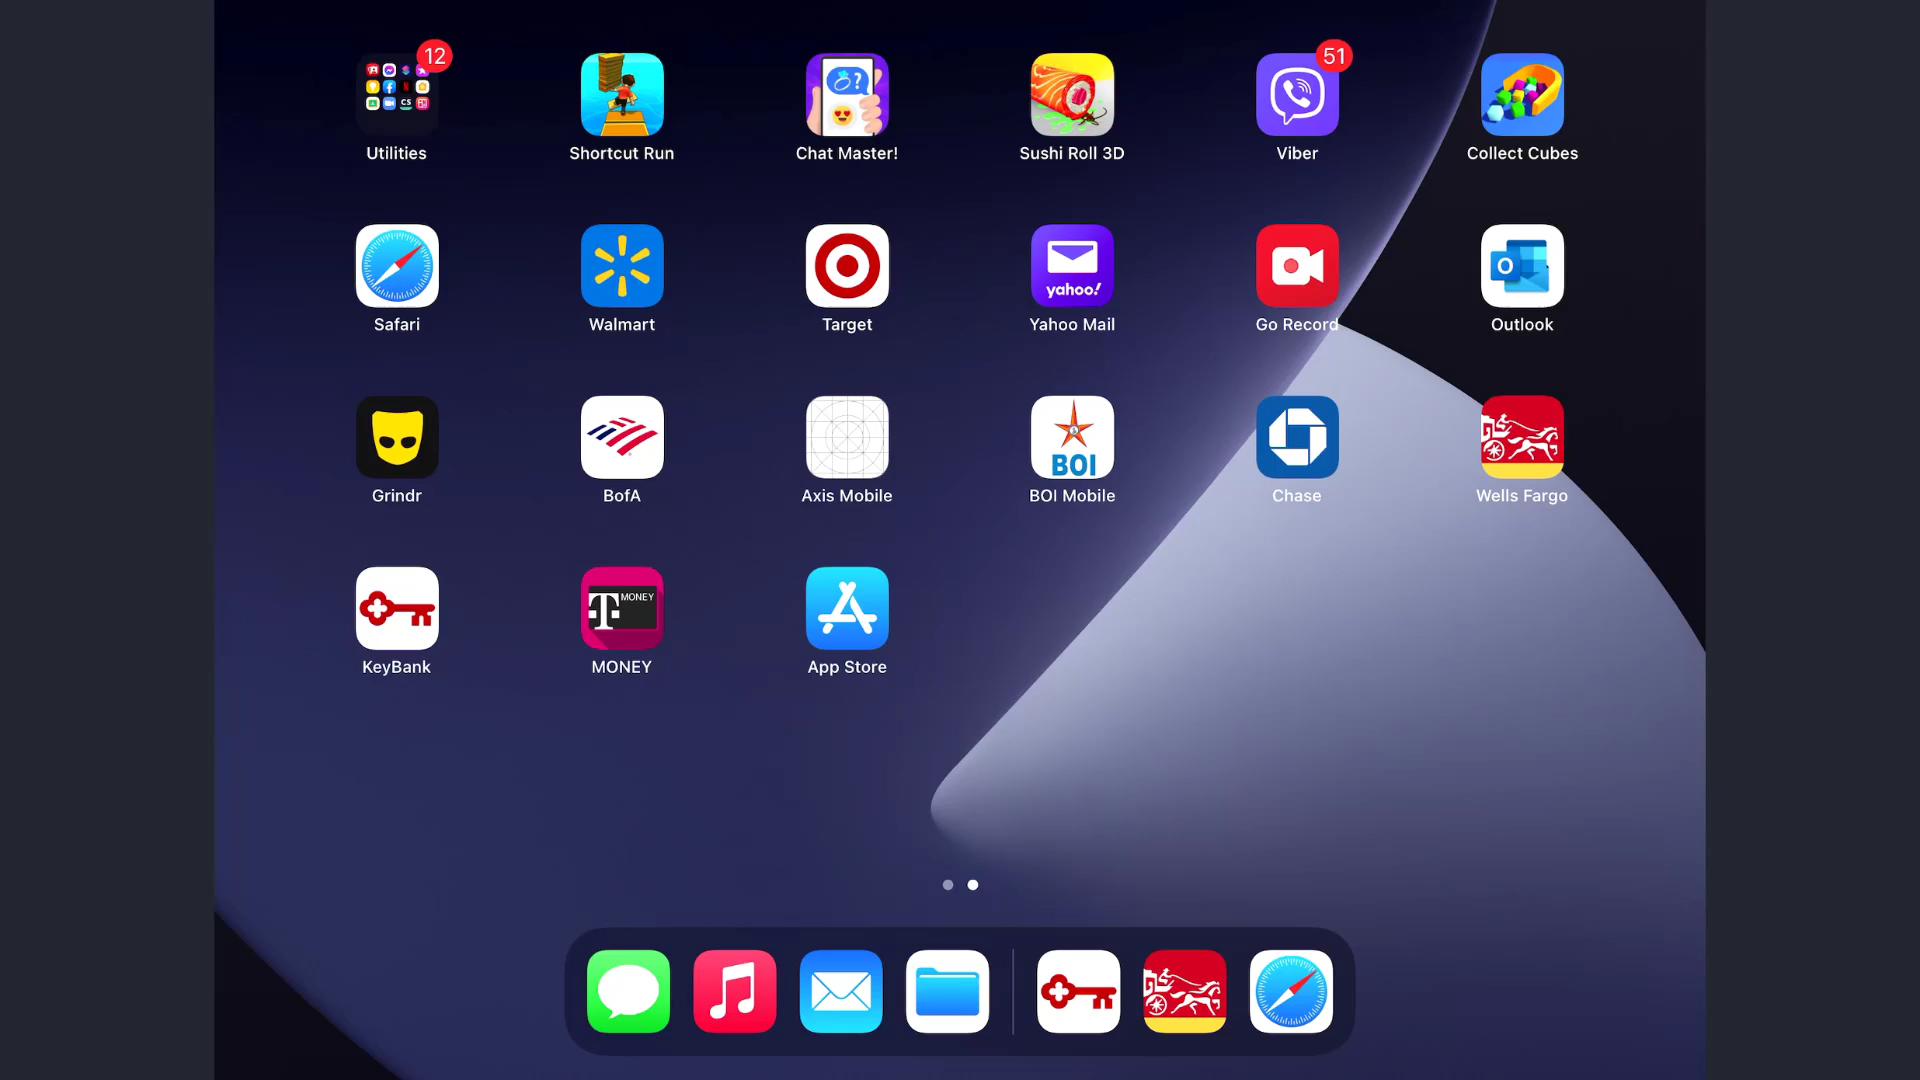 12
51
Utilities
Shortcut Run
Chat Master!
Sushi Roll 3D
Viber
Collect Cubes
yahoo!
Safari
Walmart
Target
Yahoo Mail
Go Record
O
Outlook
BOI
Grindr
BofA
Axis Mobile
BOI Mobile
Chase
Wells Fargo
T MONEY
KeyBank
MONEY
App Store